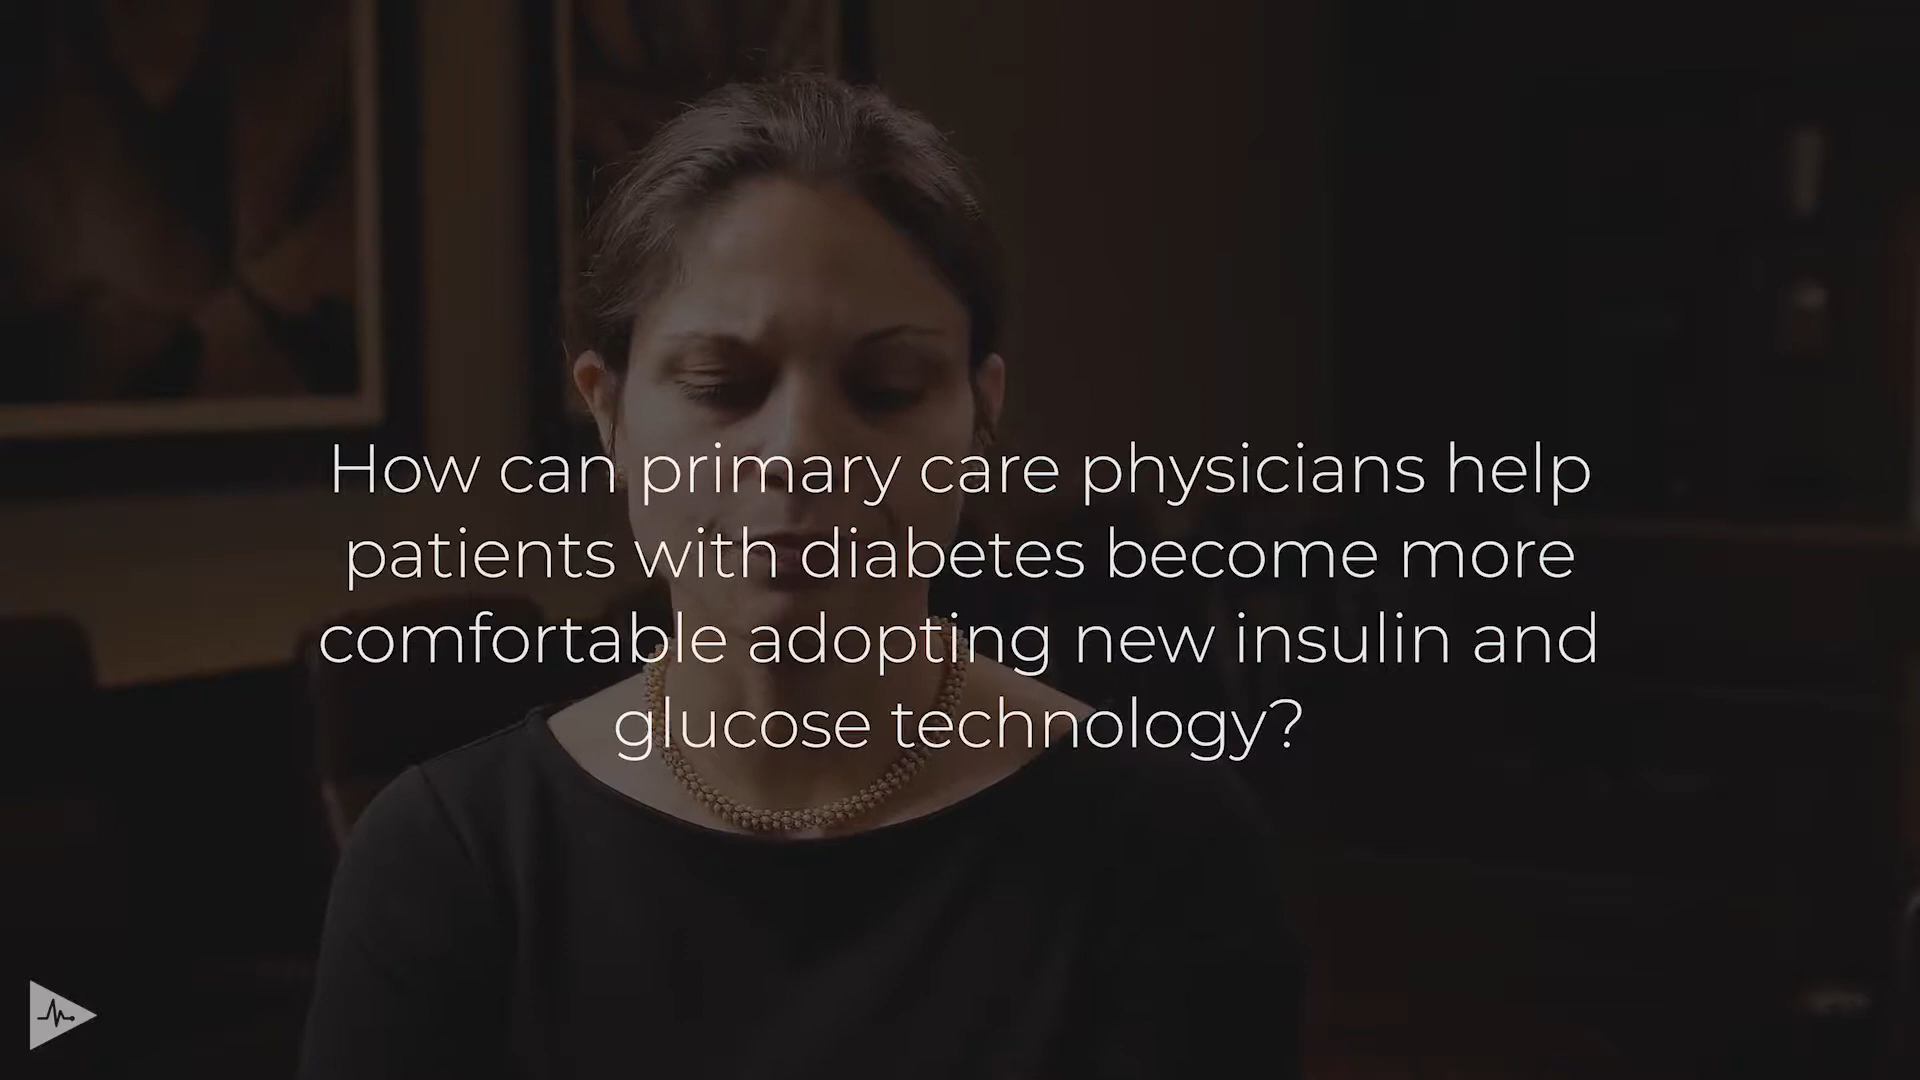 How can primary care physicians help
patients with diabetes become more
comfortable adopting new insulin and
glucose technology?